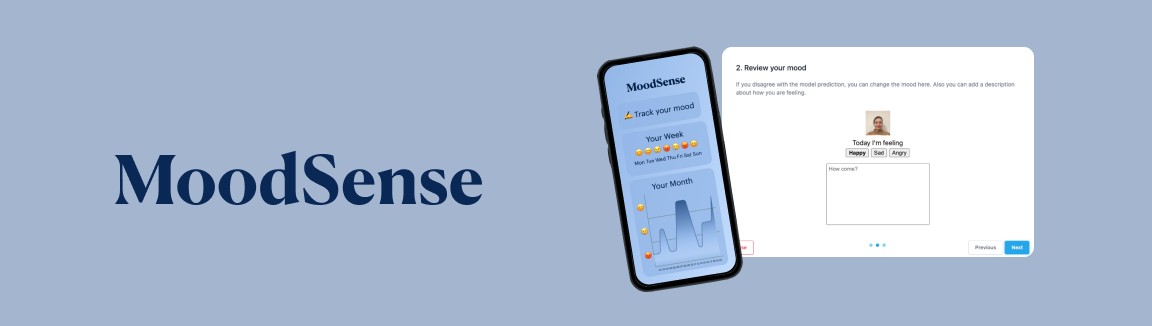 MoodSense
MoodSense
✍️ Track your mood
Your Week
Mon Tue Wed Thu Fri Sat Sun
Your Month
2. Review your mood
If you disagree with the model prediction, you can change the mood here. Also you can add a description
about how you are feeling.
Today I'm feeling
Happy Sad Angry
How come?
Previous Next